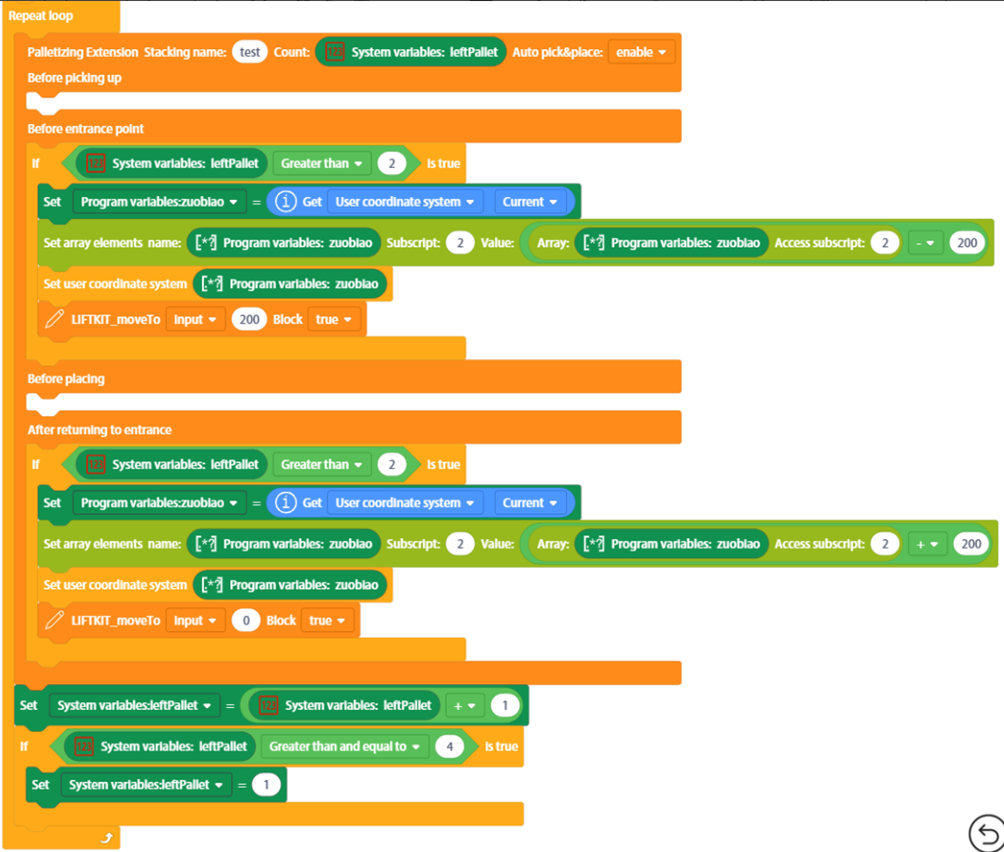 Repeat loop
Palletizing Extension Stacking name: test Count: 123 System variables: leftPallet Auto pick&place: enable
Before picking up
Before entrance point
If 123 System variables: leftPallet Greater than 2 is true
Set Program variables:zuobiao = i Get User coordinate system Current
Set array elements name: [*?] Program variables: zuobiao Subscript: 2 Value: Array: [*?] Program variables: zuobiao Access subscript: 2 - 200
Set user coordinate system [*?] Program variables: zuobiao
LIFTKIT_moveTo Input 200 Block true
Before placing
After returning to entrance
If 123 System variables: leftPallet Greater than 2 is true
Set Program variables:zuobiao = i Get User coordinate system Current
Set array elements name: [*?] Program variables: zuobiao Subscript: 2 Value: Array: [*?] Program variables: zuobiao Access subscript: 2 + 200
Set user coordinate system [*?] Program variables: zuobiao
LIFTKIT_moveTo Input 0 Block true
Set System variables:leftPallet = 123 System variables: leftPallet + 1
If 123 System variables: leftPallet Greater than and equal to 4 is true
Set System variables:leftPallet = 1